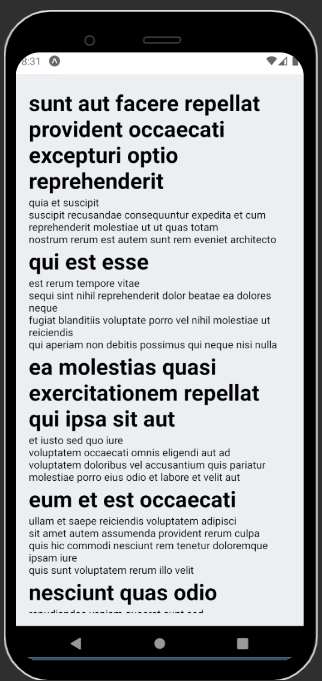 8:31
sunt aut facere repellat
provident occaecati
excepturi optio
reprehenderit
quia et suscipit
suscipit recusandae consequuntur expedita et cum
reprehenderit molestiae ut ut quas totam
nostrum rerum est autem sunt rem eveniet architecto
qui est esse
est rerum tempore vitae
sequi sint nihil reprehenderit dolor beatae ea dolores
neque
fugiat blanditiis voluptate porro vel nihil molestiae ut
reiciendis
qui aperiam non debitis possimus qui neque nisi nulla
ea molestias quasi
exercitationem repellat
qui ipsa sit aut
et iusto sed quo iure
voluptatem occaecati omnis eligendi aut ad
voluptatem doloribus vel accusantium quis pariatur
molestiae porro eius odio et labore et velit aut
eum et est occaecati
ullam et saepe reiciendis voluptatem adipisci
sit amet autem assumenda provident rerum culpa
quis hic commodi nesciunt rem tenetur doloremque
ipsam iure
quis sunt voluptatem rerum illo velit
nesciunt quas odio